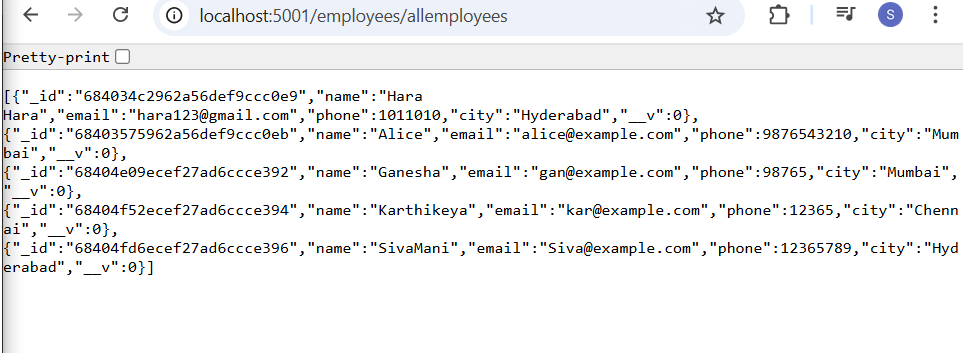 localhost:5001/employees/allemployees
S
Pretty-print
[{"_id":"684034c2962a56def9ccc0e9","name":"Hara
Hara","email":"hara123@gmail.com","phone":1011010,"city":"Hyderabad","__v":0},
{"_id":"68403575962a56def9ccc0eb","name":"Alice","email":"alice@example.com","phone":9876543210,"city":"Mum
bai","__v":0},
{"_id":"68404e09ecef27ad6ccce392","name":"Ganesha","email":"gan@example.com","phone":98765,"city":"Mumbai",
"__v":0},
{"_id":"68404f52ecef27ad6ccce394","name":"Karthikeya","email":"kar@example.com","phone":12365,"city":"Chenn
ai","__v":0},
{"_id":"68404fd6ecef27ad6ccce396","name":"SivaMani","email":"Siva@example.com","phone":12365789,"city":"Hyd
erabad","__v":0}]